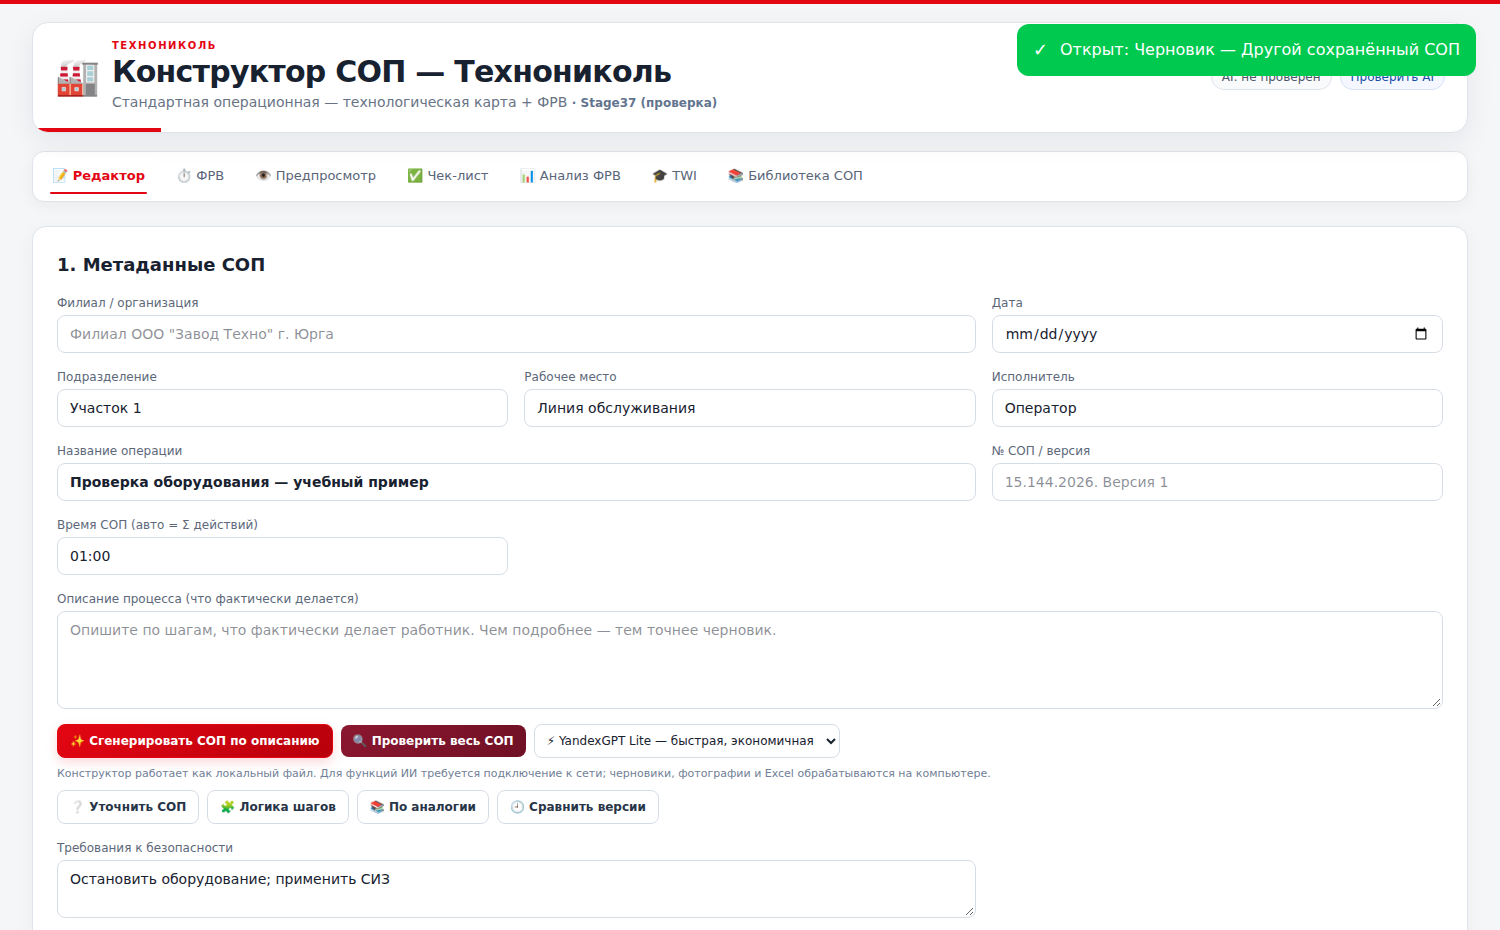 ТЕХНОНИКОЛЬ
Конструктор СОП — Технониколь
Стандартная операционная — технологическая карта + ФРВ · Stage37 (проверка)
✓ Открыт: Черновик — Другой сохранённый СОП
AI: не проверен
Проверить AI
📝 Редактор
⏱️ ФРВ
👁️ Предпросмотр
✅ Чек-лист
📊 Анализ ФРВ
🎓 TWI
📚 Библиотека СОП
1. Метаданные СОП
Филиал / организация
Дата
Филиал ООО "Завод Техно" г. Юрга
mm/dd/yyyy
Подразделение
Рабочее место
Исполнитель
Участок 1
Линия обслуживания
Оператор
Название операции
№ СОП / версия
Проверка оборудования — учебный пример
15.144.2026. Версия 1
Время СОП (авто = Σ действий)
01:00
Описание процесса (что фактически делается)
Опишите по шагам, что фактически делает работник. Чем подробнее — тем точнее черновик.
✨ Сгенерировать СОП по описанию
🔍 Проверить весь СОП
⚡ YandexGPT Lite — быстрая, экономичная
Конструктор работает как локальный файл. Для функций ИИ требуется подключение к сети; черновики, фотографии и Excel обрабатываются на компьютере.
❔ Уточнить СОП
🧩 Логика шагов
📚 По аналогии
🕘 Сравнить версии
Требования к безопасности
Остановить оборудование; применить СИЗ